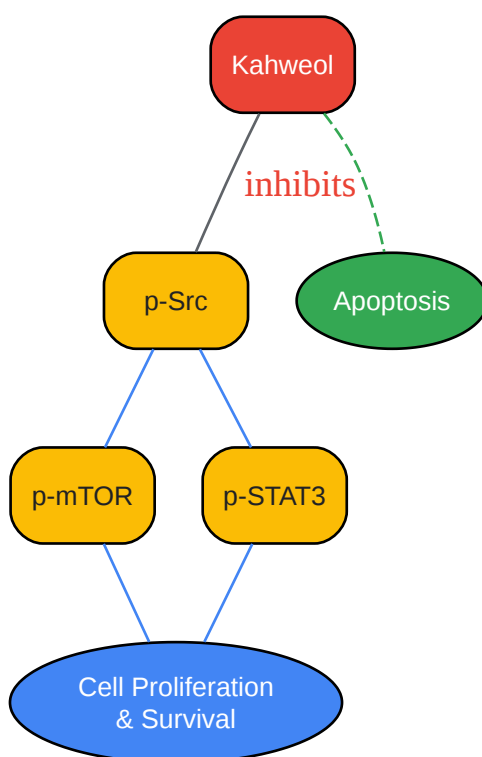 Kahweol
inhibits
p-Src
Apoptosis
p-mTOR
p-STAT3
Cell Proliferation
& Survival